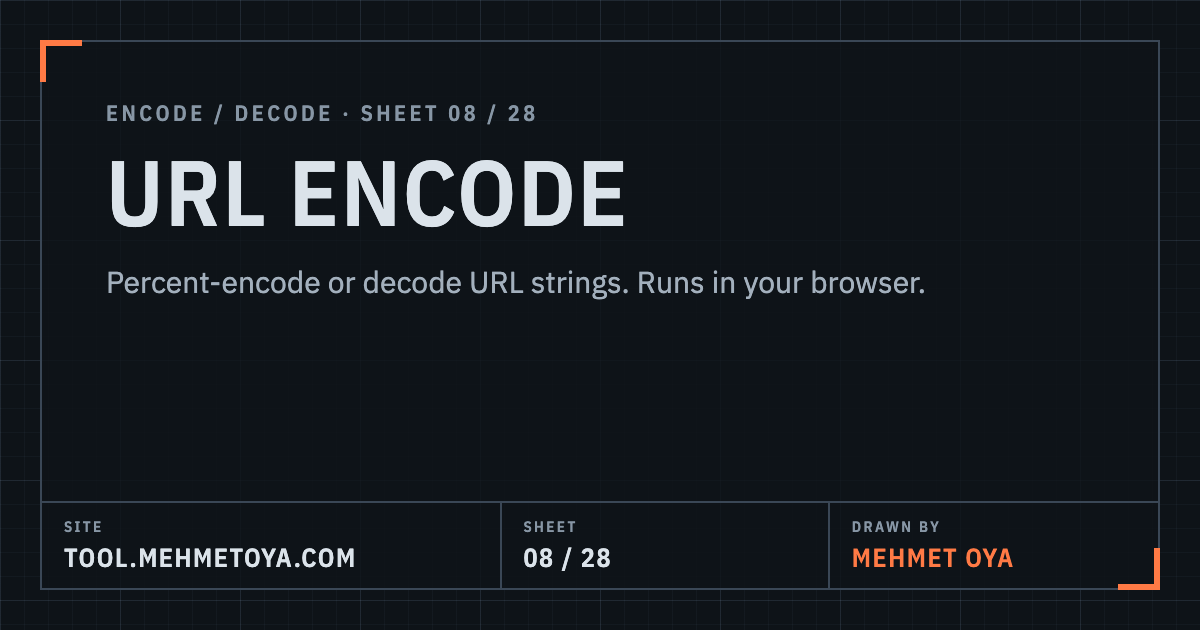 ENCODE / DECODE · SHEET 08 / 28
URL ENCODE
Percent-encode or decode URL strings. Runs in your browser.
SITE
TOOL.MEHMETOYA.COM
SHEET
08 / 28
DRAWN BY
MEHMET OYA